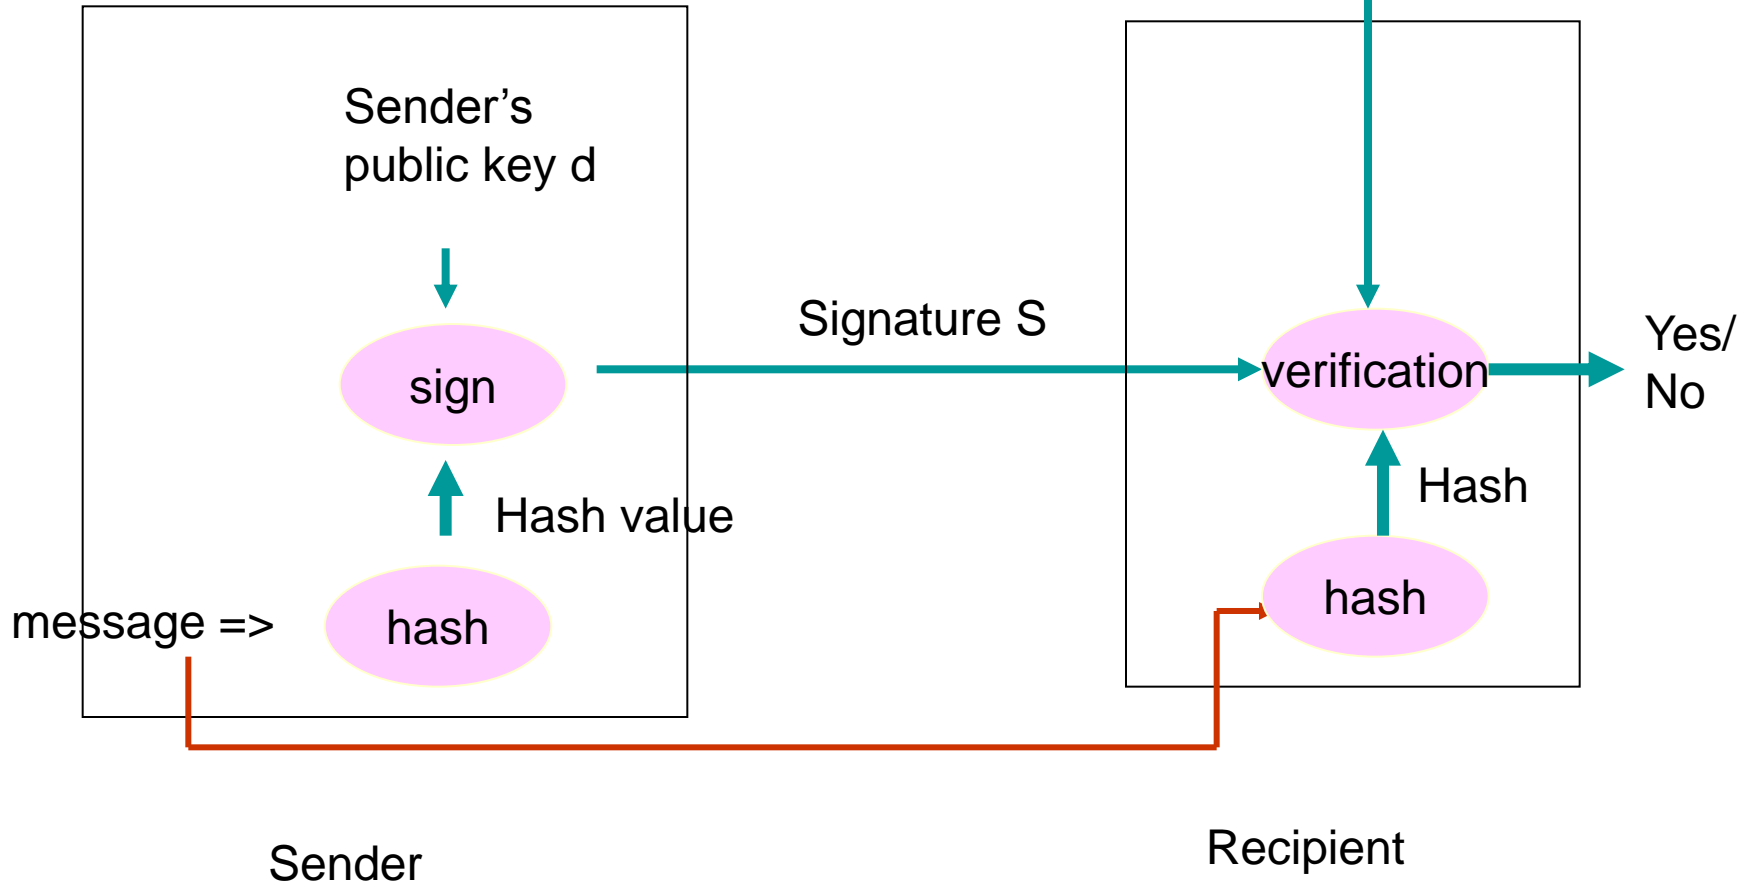 Sender’s
public key d
Signature S
sign
verification
Yes/
No
Hash value
Hash
message =>
hash
hash
Sender
Recipient